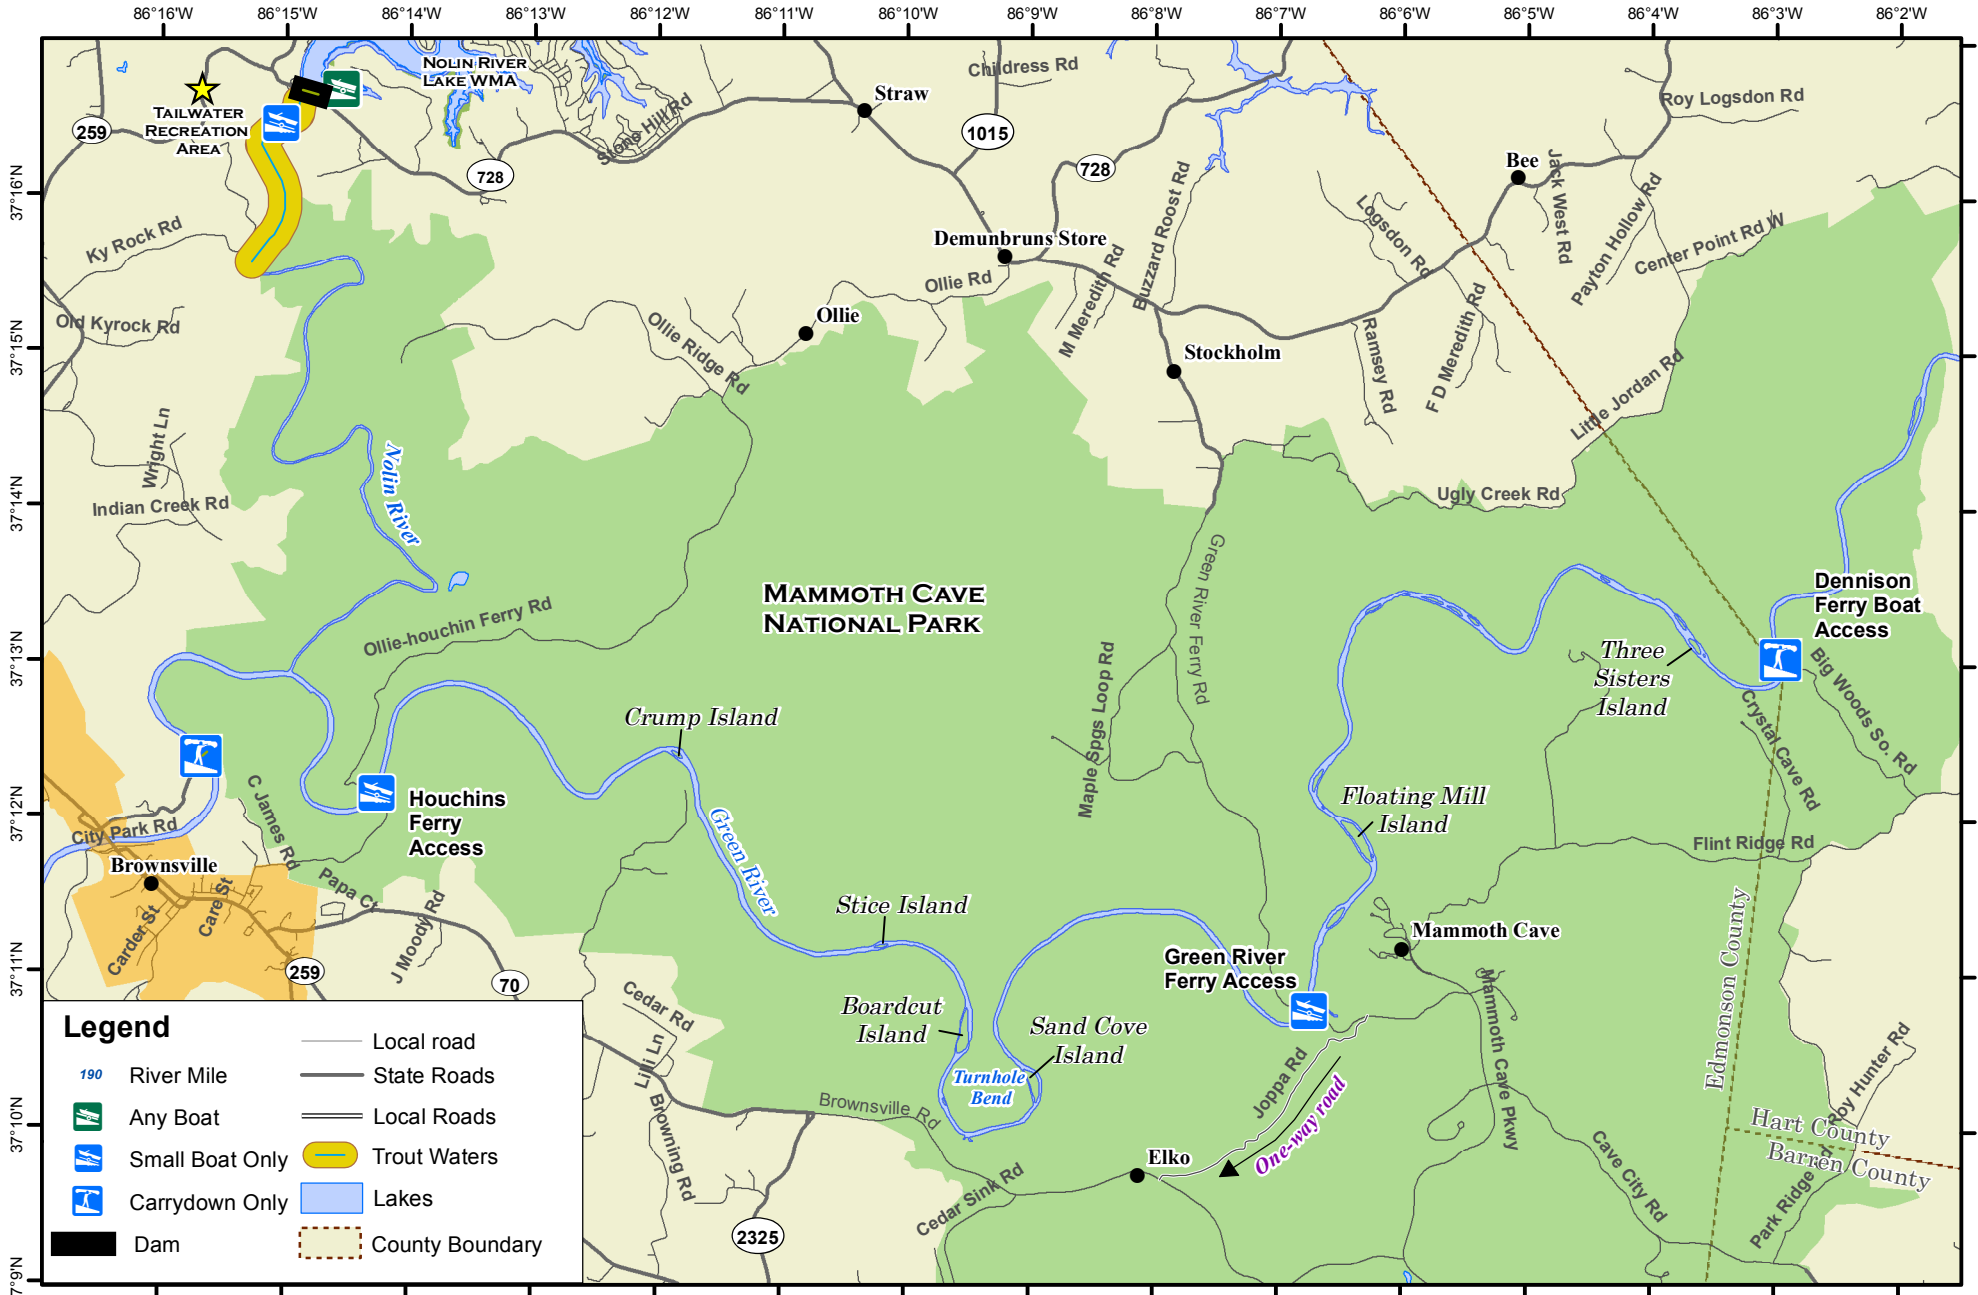 86°16'W
86°15'W
86°14'W
86°13'W
86°12'W
86°11'W
86°10'W
86°9'W
86°8'W
86°7'W
86°6'W
86°5'W
86°4'W
86°3'W
86°2'W
37°16'N
37°15'N
37°14'N
37°13'N
37°12'N
37°11'N
37°10'N
37°9'N
NOLIN RIVER
LAKE WMA
TAILWATER
RECREATION
AREA
259
728
Stone Hill Rd
Straw
Childress Rd
1015
728
Roy Logsdon Rd
Bee
Jack West Rd
Payton Hollow Rd
Center Point Rd W
Logsdon Rd
Buzzard Roost Rd
Ky Rock Rd
Demunbruns Store
Ollie Rd
M Meredith Rd
Old Kyrock Rd
Ollie
Ollie Ridge Rd
Stockholm
Ramsey Rd
F D Meredith Rd
Little Jordan Rd
Wright Ln
Indian Creek Rd
Nolin River
Ugly Creek Rd
Green River Ferry Rd
MAMMOTH CAVE
NATIONAL PARK
Ollie-houchin Ferry Rd
Dennison
Ferry Boat
Access
Three
Sisters
Island
Big Woods So. Rd
Crystal Cave Rd
Maple Spgs Loop Rd
Crump Island
Houchins
Ferry
Access
C James Rd
City Park Rd
Brownsville
Green River
Floating Mill
Island
Flint Ridge Rd
Papa Ct
Care St
Carder St
J Moody Rd
259
70
Stice Island
Mammoth Cave
Green River
Ferry Access
Edmonson County
Cedar Rd
Lilli Ln
Boardcut
Island
Sand Cove
Island
Turnhole
Bend
Mammoth Cave Pkwy
Joppa Rd
One-way road
Browning Rd
Brownsville Rd
Roy Hunter Rd
Hart County
Barren County
Elko
Cedar Sink Rd
Cave City Rd
Park Ridge Rd
2325
Legend
190
River Mile
Any Boat
Small Boat Only
Carrydown Only
Dam
Local road
State Roads
Local Roads
Trout Waters
Lakes
County Boundary